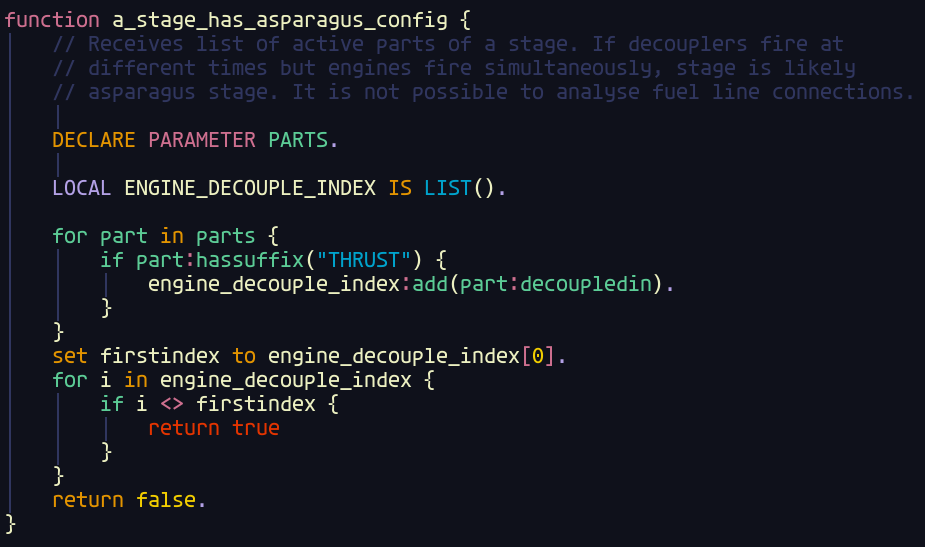 function a_stage_has_asparagus_config {
// Receives list of active parts of a stage. If decouplers fire at
// different times but engines fire simultaneously, stage is likely
// asparagus stage. It is not possible to analyse fuel line connections.
DECLARE PARAMETER PARTS.
LOCAL ENGINE_DECOUPLE_INDEX IS LIST().
for part in parts {
if part:hassuffix("THRUST") {
engine_decouple_index:add(part:decoupledin).
}
}
set firstindex to engine_decouple_index[0].
for i in engine_decouple_index {
if i <> firstindex {
return true
}
}
return false.
}